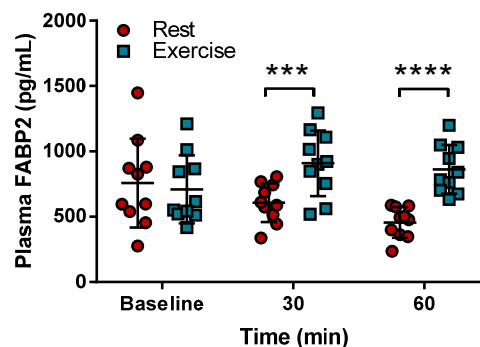 2000
1500
1000
500
0
Plasma FABP2 (pg/mL)
Rest
Exercise
***
****
Baseline
30
60
Time (min)